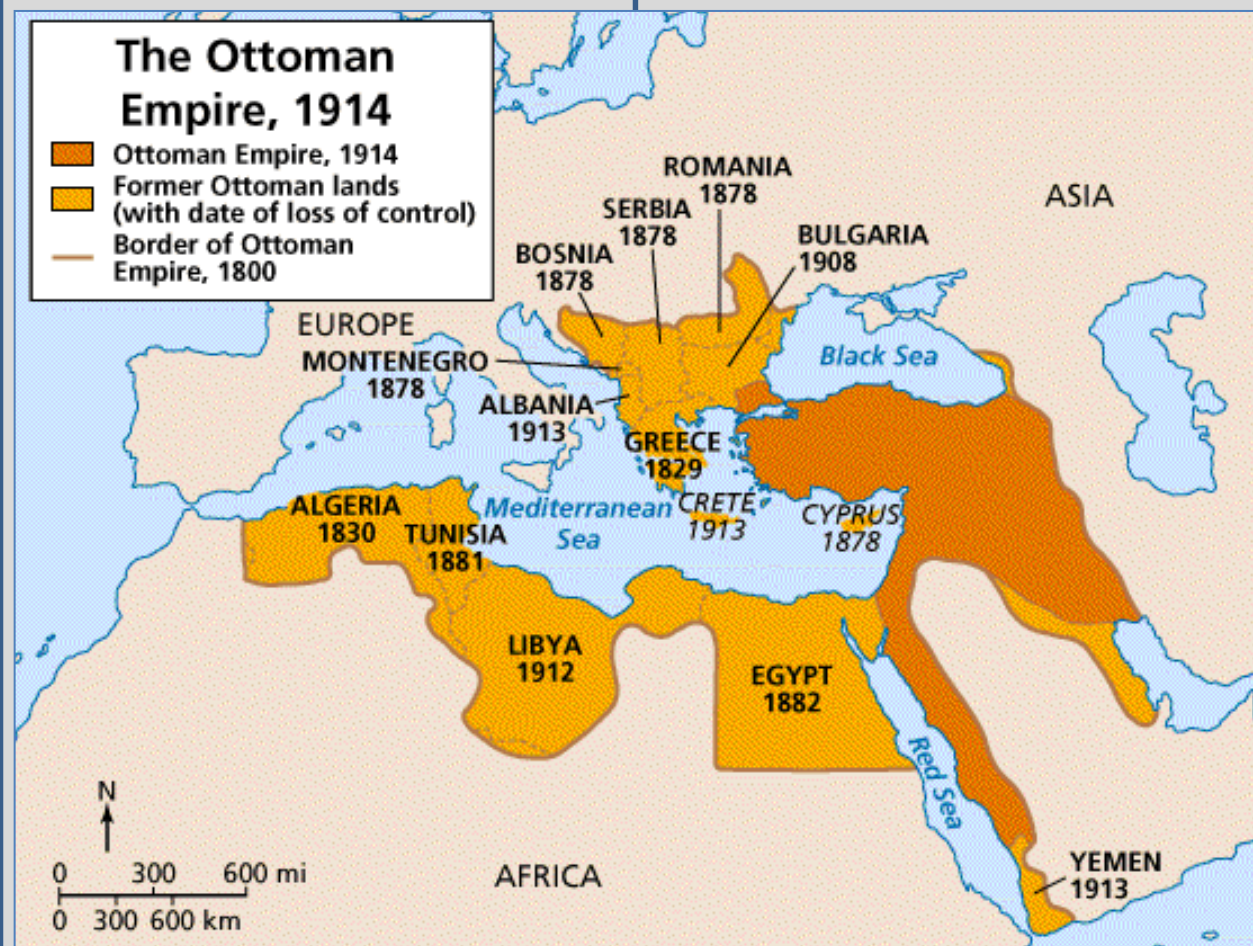 The Ottoman
Empire, 1914
Ottoman Empire, 1914
Former Ottoman lands
(with date of loss of control)
Border of Ottoman
Empire, 1800
ROMANIA
1878
ASIA
SERBIA
1878
BULGARIA
1908
BOSNIA
1878
EUROPE
MONTENEGRO
1878
Black Sea
ALBANIA
1913
GREECE
1829
ALGERIA
1830
TUNISIA
1881
Mediterranean
Sea
CRETE
1913
CYPRUS
1878
LIBYA
1912
EGYPT
1882
Red Sea
N
0 300 600 mi
0 300 600 km
AFRICA
YEMEN
1913